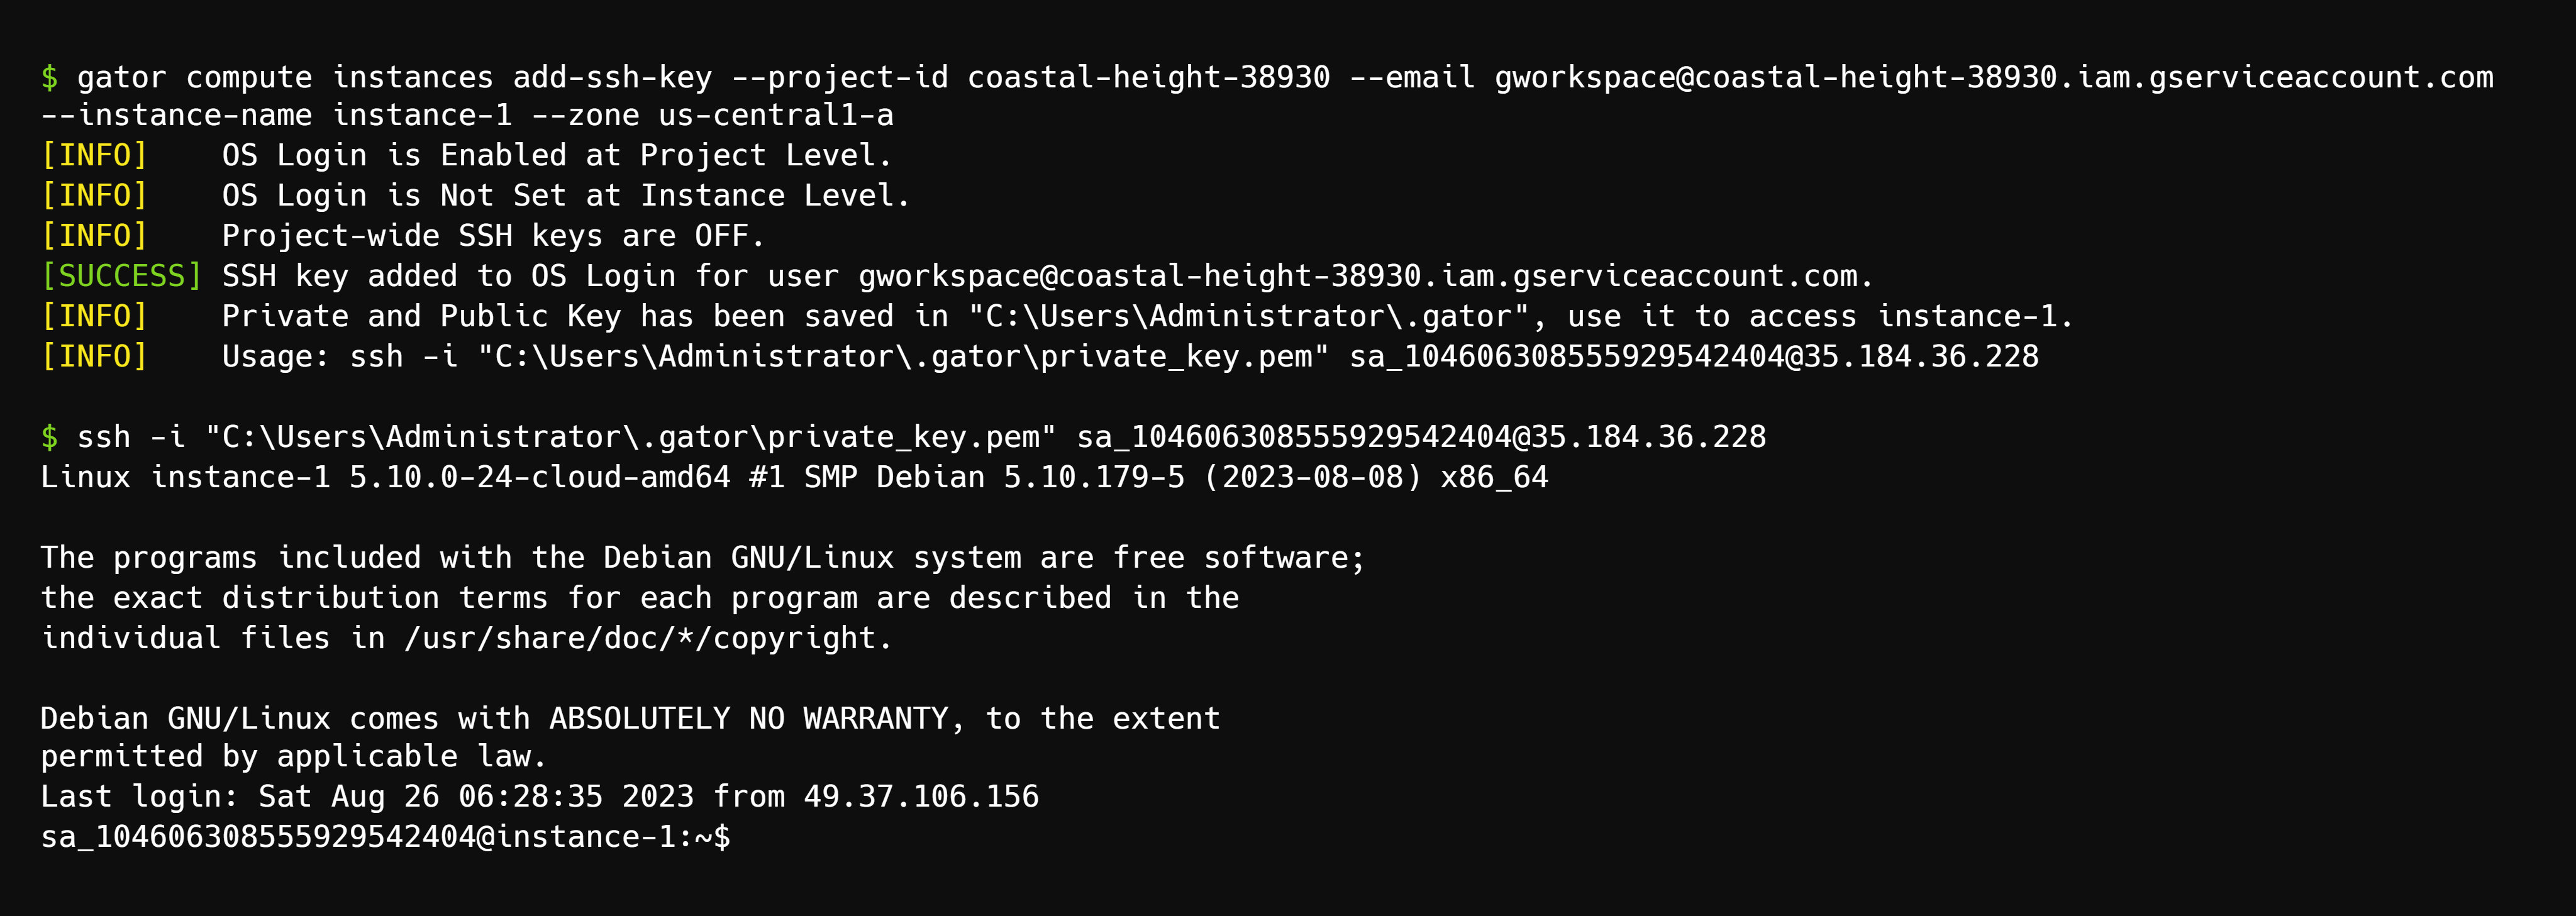 $ gator compute instances add-ssh-key --project-id coastal-height-38930 --email gworkspace@coastal-height-38930.iam.gserviceaccount.com
--instance-name instance-1 --zone us-central1-a
[INFO]    OS Login is Enabled at Project Level.
[INFO]    OS Login is Not Set at Instance Level.
[INFO]    Project-wide SSH keys are OFF.
[SUCCESS] SSH key added to OS Login for user gworkspace@coastal-height-38930.iam.gserviceaccount.com.
[INFO]    Private and Public Key has been saved in "C:\Users\Administrator\.gator", use it to access instance-1.
[INFO]    Usage: ssh -i "C:\Users\Administrator\.gator\private_key.pem" sa_104606308555929542404@35.184.36.228
$ ssh -i "C:\Users\Administrator\.gator\private_key.pem" sa_104606308555929542404@35.184.36.228
Linux instance-1 5.10.0-24-cloud-amd64 #1 SMP Debian 5.10.179-5 (2023-08-08) x86_64
The programs included with the Debian GNU/Linux system are free software;
the exact distribution terms for each program are described in the
individual files in /usr/share/doc/*/copyright.
Debian GNU/Linux comes with ABSOLUTELY NO WARRANTY, to the extent
permitted by applicable law.
Last login: Sat Aug 26 06:28:35 2023 from 49.37.106.156
sa_104606308555929542404@instance-1:~$